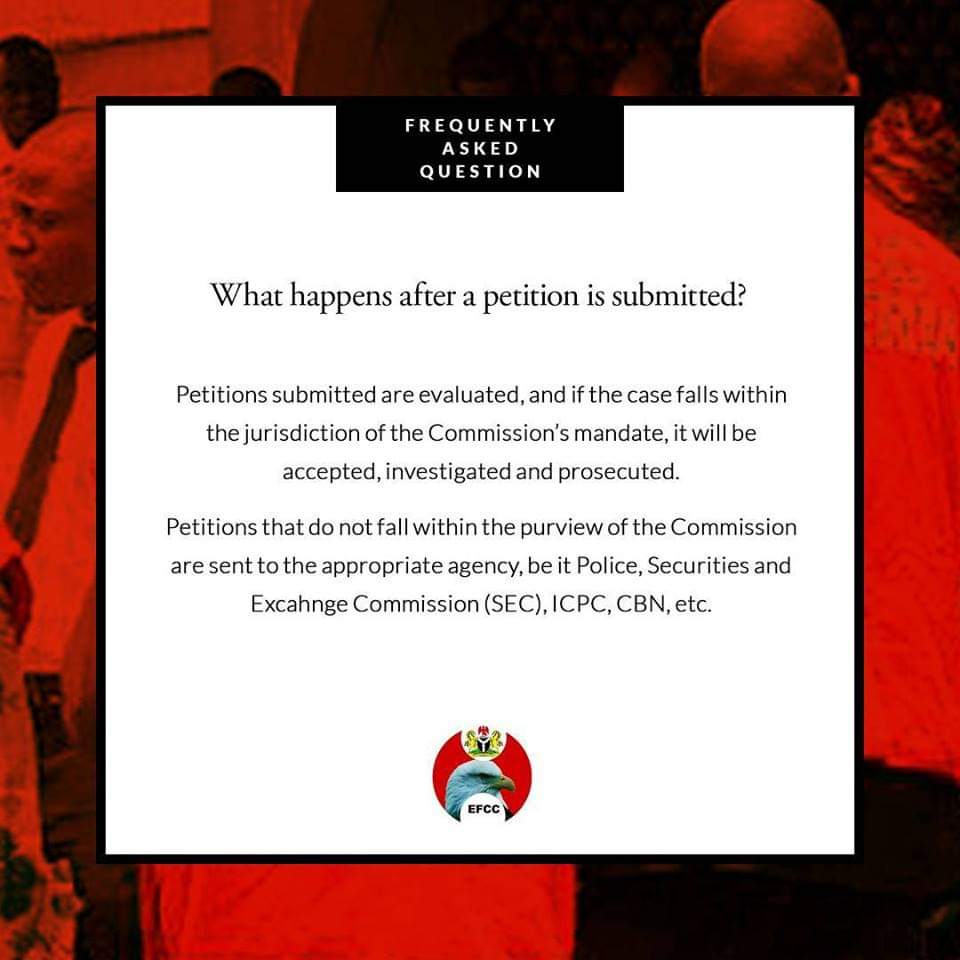 FREQUENTLY
ASKED
QUESTION
What happens after a petition is submitted?
Petitions submitted are evaluated, and if the case falls within
the jurisdiction of the Commission’s mandate, it will be
accepted, investigated and prosecuted.
Petitions that do not fall within the purview of the Commission
are sent to the appropriate agency, be it Police, Securities and
Excahnge Commission (SEC), ICPC, CBN, etc.
EFCC